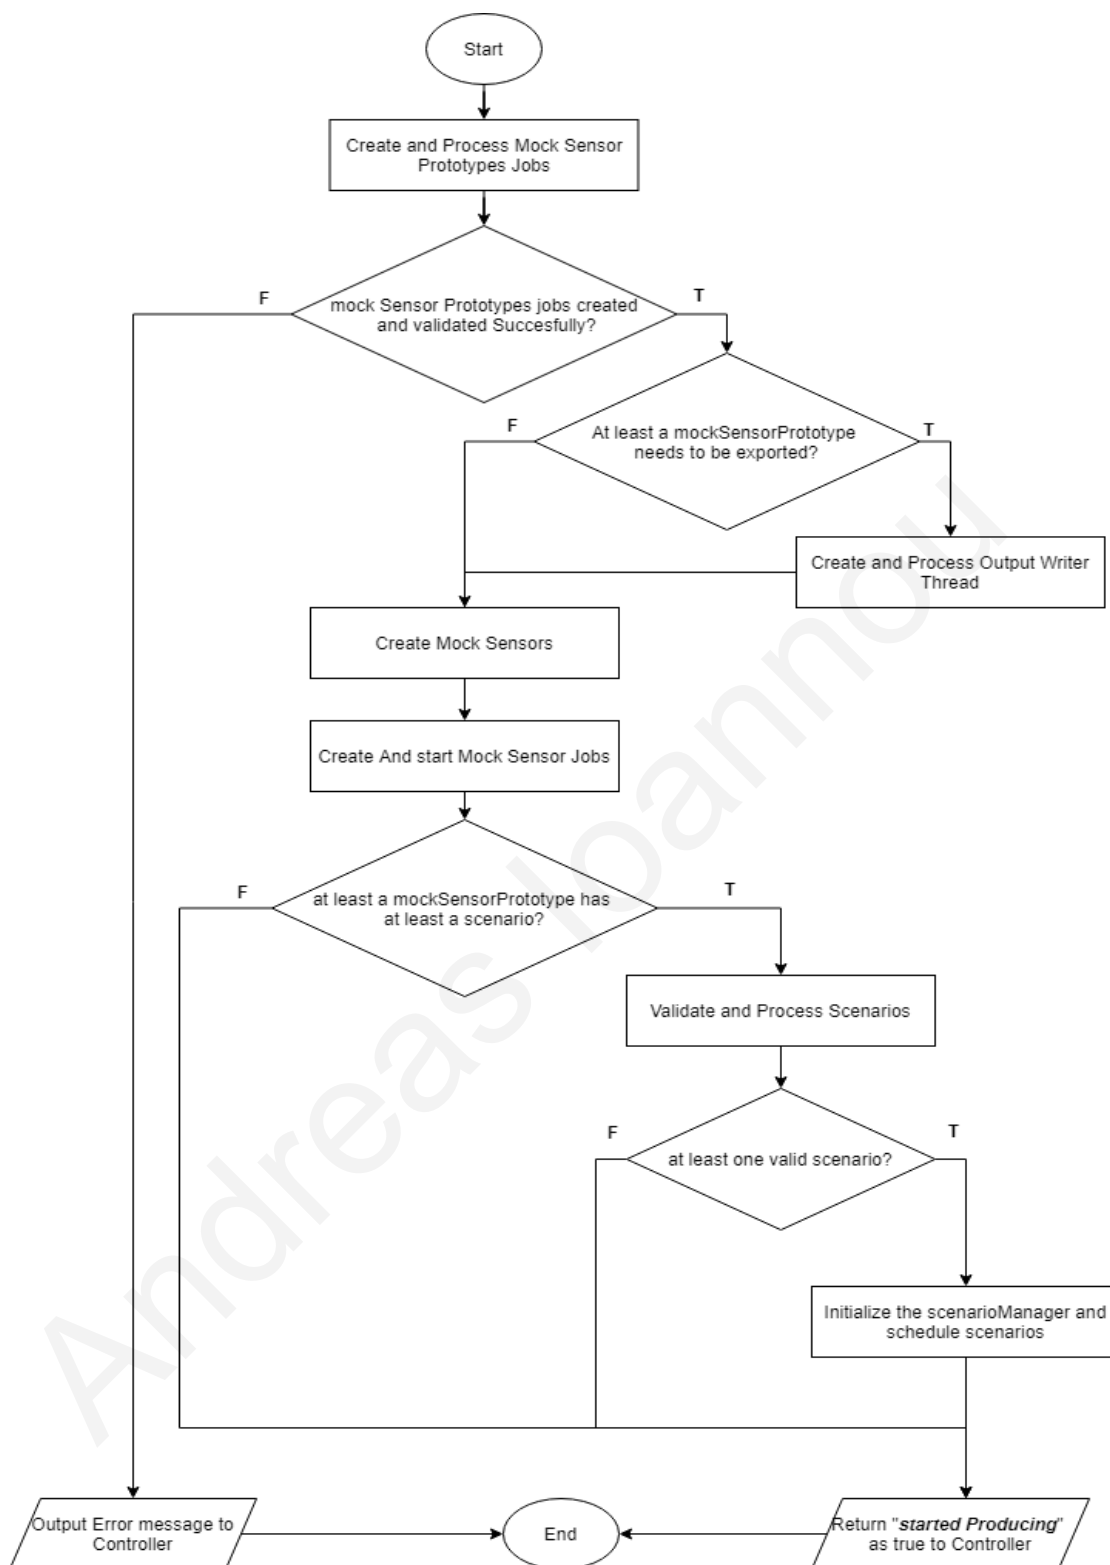 Start
Create and Process Mock Sensor
Prototypes Jobs
F
T
mock Sensor Prototypes jobs created
and validated Succesfully?
F
T
At least a mockSensorPrototype
needs to be exported?
Create and Process Output Writer
Thread
Create Mock Sensors
Create And start Mock Sensor Jobs
F
T
at least a mockSensorPrototype has
at least a scenario?
Validate and Process Scenarios
F
T
at least one valid scenario?
Initialize the scenarioManager and
schedule scenarios
Output Error message to
Controller
End
Return "started Producing"
as true to Controller
Andreas Ioannou